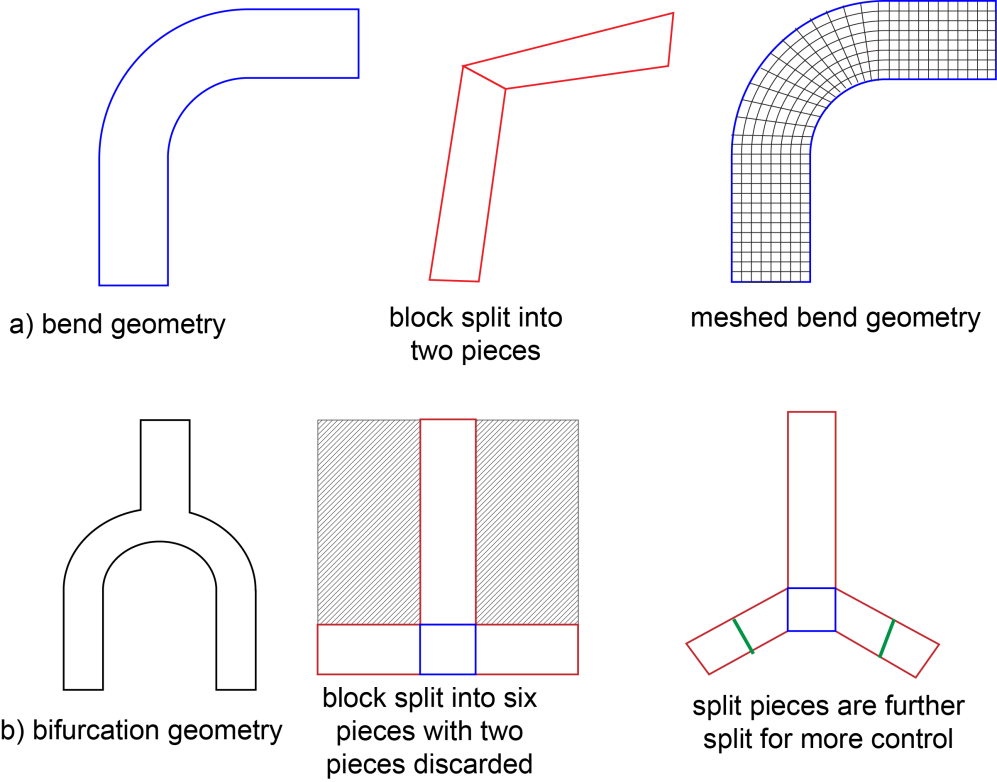 a) bend geometry
block split into
two pieces
meshed bend geometry
b) bifurcation geometry
block split into six
pieces with two
pieces discarded
split pieces are further
split for more control